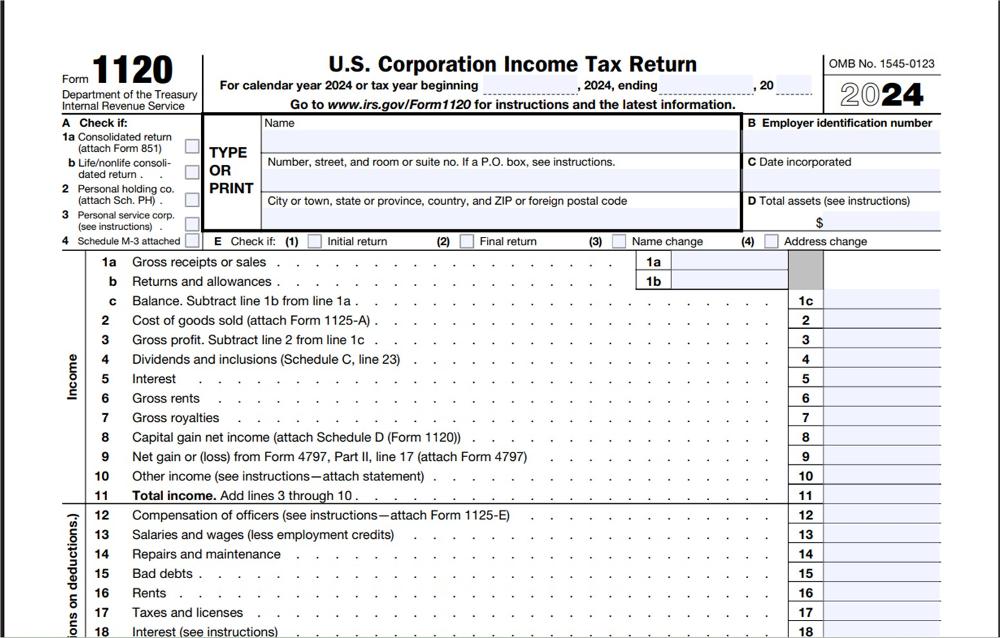 Form 1120
Department of the Treasury
Internal Revenue Service
U.S. Corporation Income Tax Return
For calendar year 2024 or tax year beginning , 2024, ending , 20
Go to www.irs.gov/Form1120 for instructions and the latest information.
OMB No. 1545-0123
2024
A Check if:
1a Consolidated return
(attach Form 851)
b Life/nonlife consoli-
dated return . .
2 Personal holding co.
(attach Sch. PH) .
3 Personal service corp.
(see instructions) .
4 Schedule M-3 attached
TYPE
OR
PRINT
Name
Number, street, and room or suite no. If a P.O. box, see instructions.
City or town, state or province, country, and ZIP or foreign postal code
B Employer identification number
C Date incorporated
D Total assets (see instructions)
$
E Check if: (1) Initial return (2) Final return (3) Name change (4) Address change
Income
1a Gross receipts or sales . . . . . . . . . . . . . . . . . . 1a
b Returns and allowances . . . . . . . . . . . . . . . . . . 1b
c Balance. Subtract line 1b from line 1a . . . . . . . . . . . . . . . . . . . . . . 1c
2 Cost of goods sold (attach Form 1125-A) . . . . . . . . . . . . . . . . . . . . . 2
3 Gross profit. Subtract line 2 from line 1c . . . . . . . . . . . . . . . . . . . . . 3
4 Dividends and inclusions (Schedule C, line 23) . . . . . . . . . . . . . . . . . . . 4
5 Interest . . . . . . . . . . . . . . . . . . . . . . . . . . . . . . 5
6 Gross rents . . . . . . . . . . . . . . . . . . . . . . . . . . . . . 6
7 Gross royalties . . . . . . . . . . . . . . . . . . . . . . . . . . . . 7
8 Capital gain net income (attach Schedule D (Form 1120)) . . . . . . . . . . . . . . . . 8
9 Net gain or (loss) from Form 4797, Part II, line 17 (attach Form 4797) . . . . . . . . . . . . 9
10 Other income (see instructions—attach statement) . . . . . . . . . . . . . . . . . . 10
11 Total income. Add lines 3 through 10 . . . . . . . . . . . . . . . . . . . . . . 11
ions on deductions.)
12 Compensation of officers (see instructions—attach Form 1125-E) . . . . . . . . . . . . . 12
13 Salaries and wages (less employment credits) . . . . . . . . . . . . . . . . . . . 13
14 Repairs and maintenance . . . . . . . . . . . . . . . . . . . . . . . . . 14
15 Bad debts . . . . . . . . . . . . . . . . . . . . . . . . . . . . . . 15
16 Rents . . . . . . . . . . . . . . . . . . . . . . . . . . . . . . . 16
17 Taxes and licenses . . . . . . . . . . . . . . . . . . . . . . . . . . . 17
18 Interest (see instructions) . . . . . . . . . . . . . . . . . . . . . . . . . 18